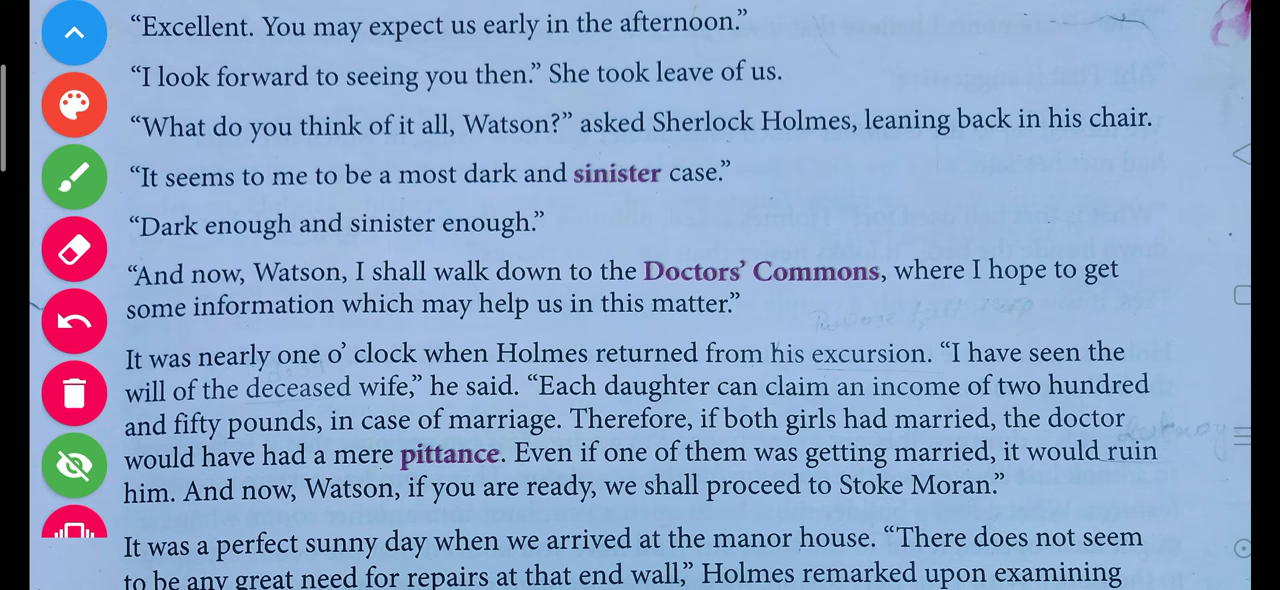 “Excellent. You may expect us early in the afternoon.”
“I look forward to seeing you then.” She took leave of us.
“What do you think of it all, Watson?” asked Sherlock Holmes, leaning back in his chair.
“It seems to me to be a most dark and sinister case.”
“Dark enough and sinister enough.”
“And now, Watson, I shall walk down to the Doctors’ Commons, where I hope to get
some information which may help us in this matter.”
It was nearly one o’ clock when Holmes returned from his excursion. “I have seen the
will of the deceased wife,” he said. “Each daughter can claim an income of two hundred
and fifty pounds, in case of marriage. Therefore, if both girls had married, the doctor
would have had a mere pittance. Even if one of them was getting married, it would ruin
him. And now, Watson, if you are ready, we shall proceed to Stoke Moran.”
It was a perfect sunny day when we arrived at the manor house. “There does not seem
to be any great need for repairs at that end wall,” Holmes remarked upon examining